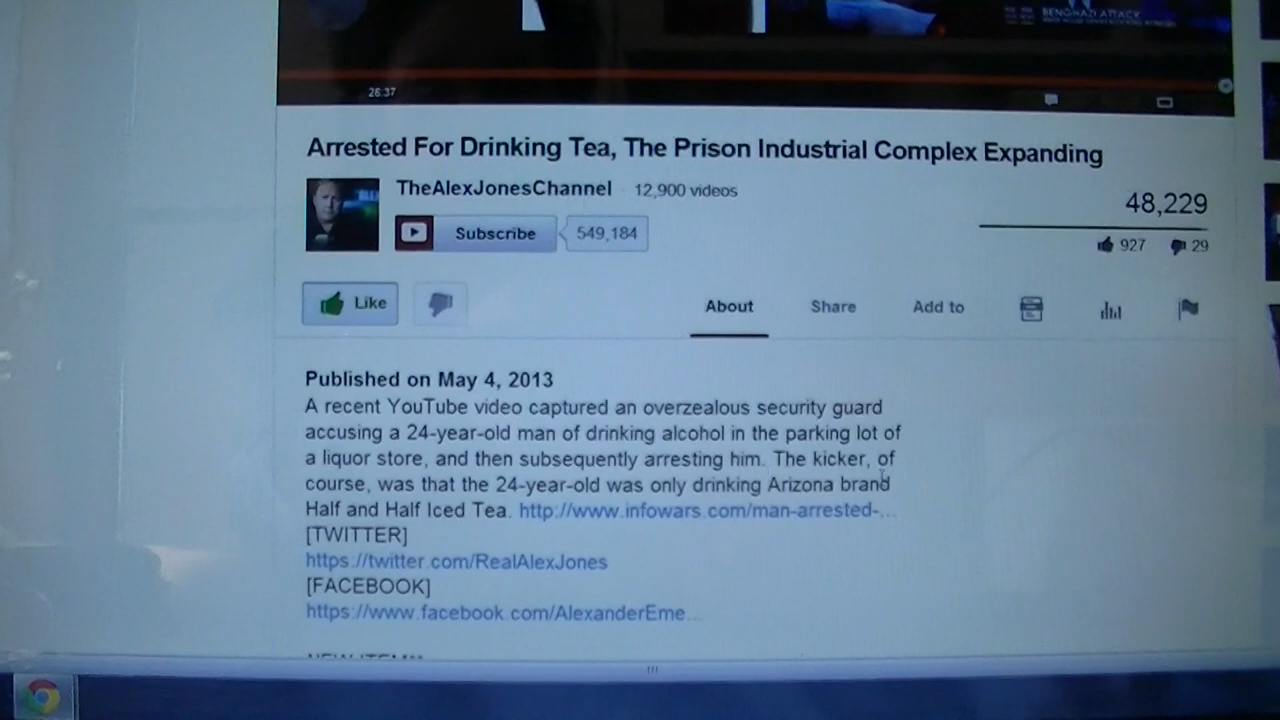 BENGHAZI ATTACK
26:37
Arrested For Drinking Tea, The Prison Industrial Complex Expanding
TheAlexJonesChannel 12,900 videos
48,229
Subscribe 549,184
927 29
Like
About Share Add to
Published on May 4, 2013
A recent YouTube video captured an overzealous security guard
accusing a 24-year-old man of drinking alcohol in the parking lot of
a liquor store, and then subsequently arresting him. The kicker, of
course, was that the 24-year-old was only drinking Arizona brand
Half and Half Iced Tea. http://www.infowars.com/man-arrested-...
[TWITTER]
https://twitter.com/RealAlexJones
[FACEBOOK]
https://www.facebook.com/AlexanderEme...